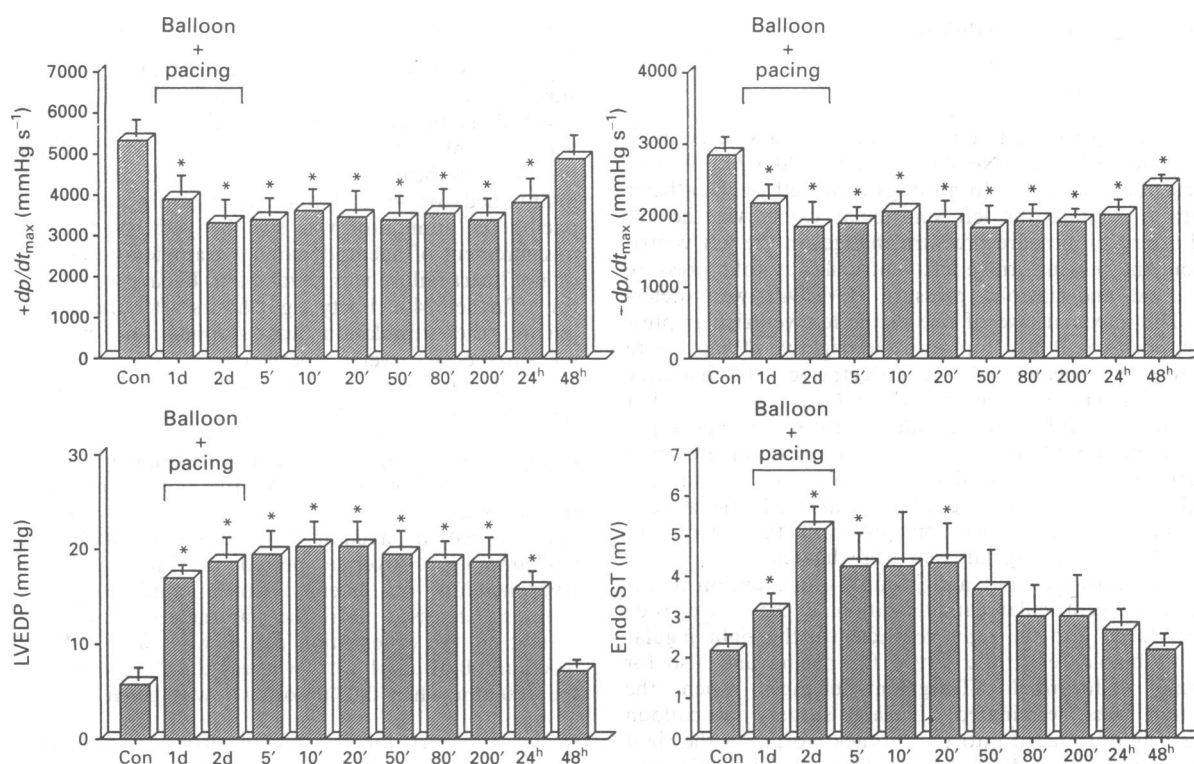 Balloon
+
pacing
+dp/dt max (mmHg s⁻¹)
7000
6000
5000
4000
3000
2000
1000
0
* * * * * * * * *
Con 1d 2d 5′ 10′ 20′ 50′ 80′ 200′ 24h 48h
Balloon
+
pacing
−dp/dt max (mmHg s⁻¹)
4000
3000
2000
1000
0
* * * * * * * * * *
Con 1d 2d 5′ 10′ 20′ 50′ 80′ 200′ 24h 48h
Balloon
+
pacing
LVEDP (mmHg)
30
20
10
0
* * * * * * * * *
Con 1d 2d 5′ 10′ 20′ 50′ 80′ 200′ 24h 48h
Balloon
+
pacing
Endo ST (mV)
7
6
5
4
3
2
1
0
* * * *
Con 1d 2d 5′ 10′ 20′ 50′ 80′ 200′ 24h 48h